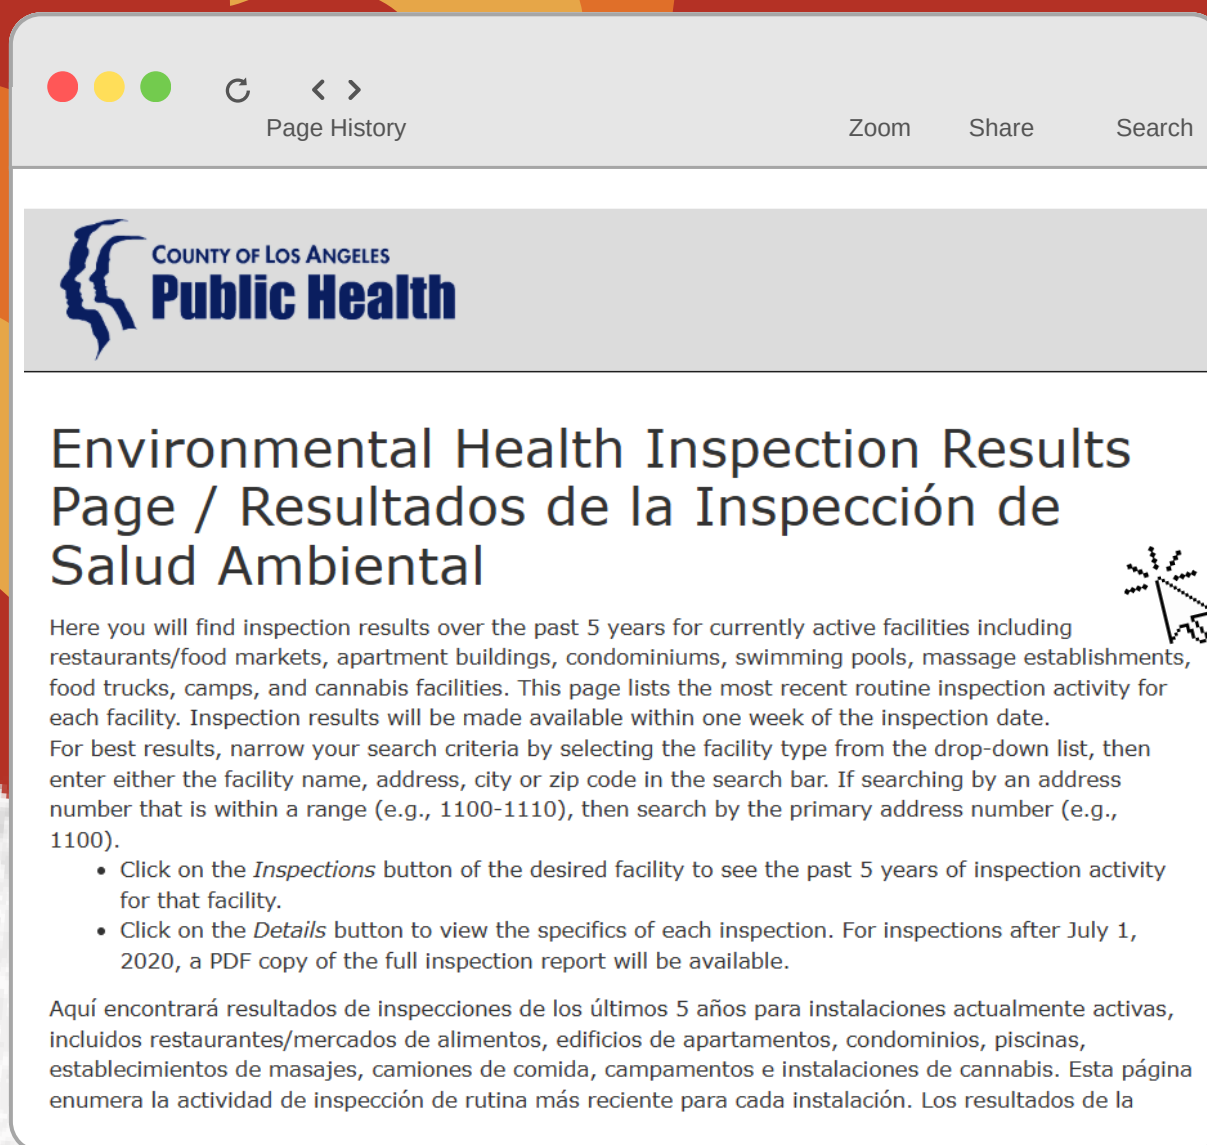 Page History
Zoom Share Search
COUNTY OF LOS ANGELES
Public Health
Environmental Health Inspection Results
Page / Resultados de la Inspección de
Salud Ambiental
Here you will find inspection results over the past 5 years for currently active facilities including
restaurants/food markets, apartment buildings, condominiums, swimming pools, massage establishments,
food trucks, camps, and cannabis facilities. This page lists the most recent routine inspection activity for
each facility. Inspection results will be made available within one week of the inspection date.
For best results, narrow your search criteria by selecting the facility type from the drop-down list, then
enter either the facility name, address, city or zip code in the search bar. If searching by an address
number that is within a range (e.g., 1100-1110), then search by the primary address number (e.g.,
1100).
• Click on the Inspections button of the desired facility to see the past 5 years of inspection activity
for that facility.
• Click on the Details button to view the specifics of each inspection. For inspections after July 1,
2020, a PDF copy of the full inspection report will be available.
Aquí encontrará resultados de inspecciones de los últimos 5 años para instalaciones actualmente activas,
incluidos restaurantes/mercados de alimentos, edificios de apartamentos, condominios, piscinas,
establecimientos de masajes, camiones de comida, campamentos e instalaciones de cannabis. Esta página
enumera la actividad de inspección de rutina más reciente para cada instalación. Los resultados de la